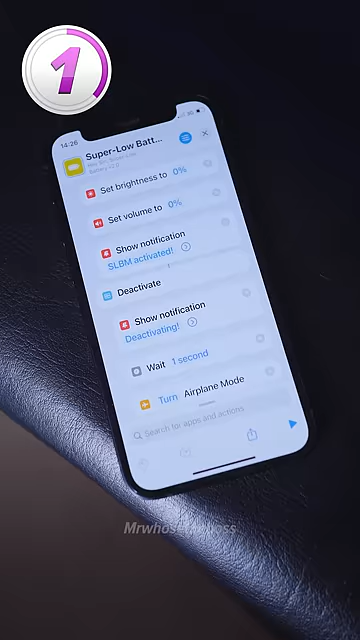 1
14:26
Super-Low Batt...
Set brightness to 0%
Set volume to 0%
Show notification
SLBM activated!
Deactivate
Show notification
Deactivating!
Wait 1 second
Turn Airplane Mode
Search for apps and actions